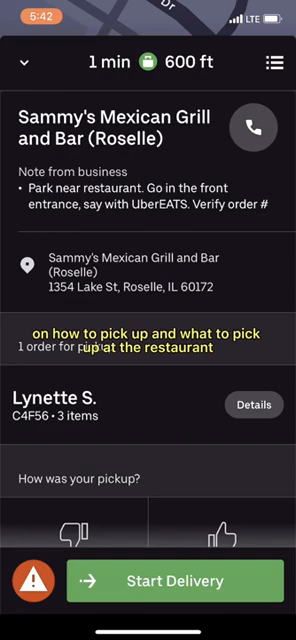 Dr
5:42
LTE
1 min 600 ft
Sammy's Mexican Grill
and Bar (Roselle)
Note from business
• Park near restaurant. Go in the front
entrance, say with UberEATS. Verify order #
Sammy's Mexican Grill and Bar
(Roselle)
1354 Lake St, Roselle, IL 60172
on how to pick up and what to pick
up at the restaurant
1 order for
Lynette S.
C4F56 • 3 items
Details
How was your pickup?
Start Delivery